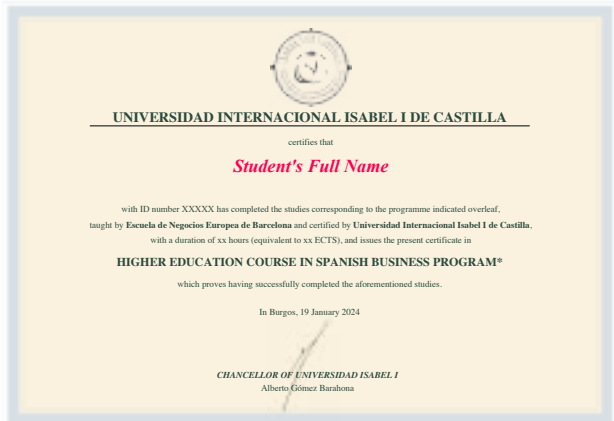 UNIVERSIDAD INTERNACIONAL ISABEL I DE CASTILLA
certifies that
Student's Full Name
with ID number XXXXX has completed the studies corresponding to the programme indicated overleaf,
taught by Escuela de Negocios Europea de Barcelona and certified by Universidad Internacional Isabel I de Castilla,
with a duration of xx hours (equivalent to xx ECTS), and issues the present certificate in
HIGHER EDUCATION COURSE IN SPANISH BUSINESS PROGRAM*
which proves having successfully completed the aforementioned studies.
In Burgos, 19 January 2024
CHANCELLOR OF UNIVERSIDAD ISABEL I
Alberto Gómez Barahona